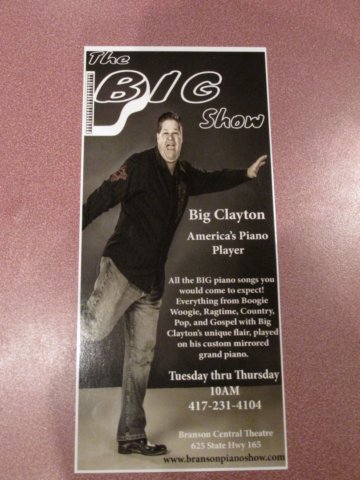 The
BIG
Show
Big Clayton
America's Piano
Player
All the BIG piano songs you
would come to expect!
Everything from Boogie
Woogie, Ragtime, Country,
Pop, and Gospel with Big
Clayton's unique flair, played
on his custom mirrored
grand piano.
Tuesday thru Thursday
10AM
417-231-4104
Branson Central Theatre
625 State Hwy 165
www.bransonpianoshow.com